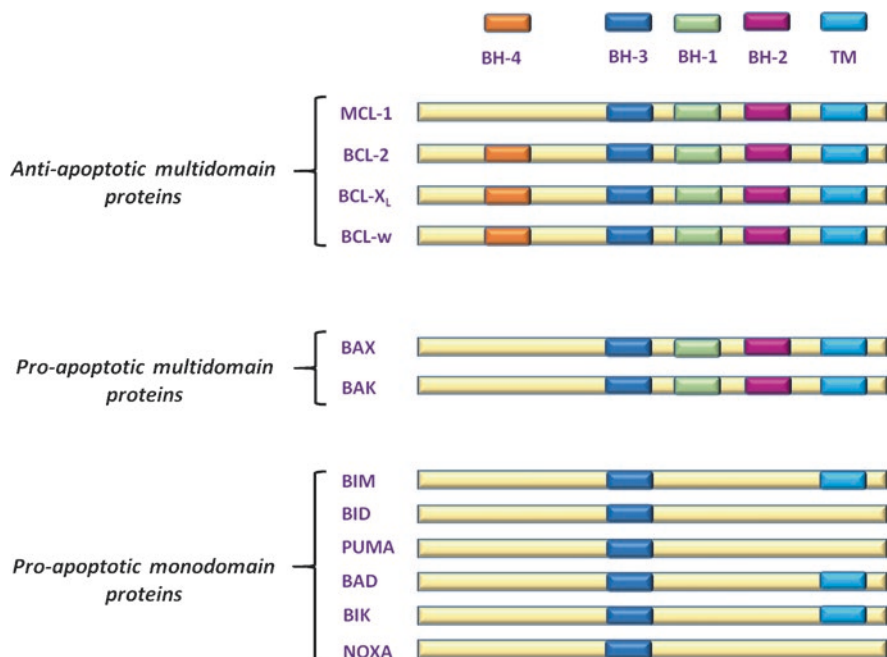 BH-4 BH-3 BH-1 BH-2 TM
MCL-1
BCL-2
BCL-XL
BCL-w
Anti-apoptotic multidomain
proteins
BAX
BAK
Pro-apoptotic multidomain
proteins
BIM
BID
PUMA
BAD
BIK
NOXA
Pro-apoptotic monodomain
proteins